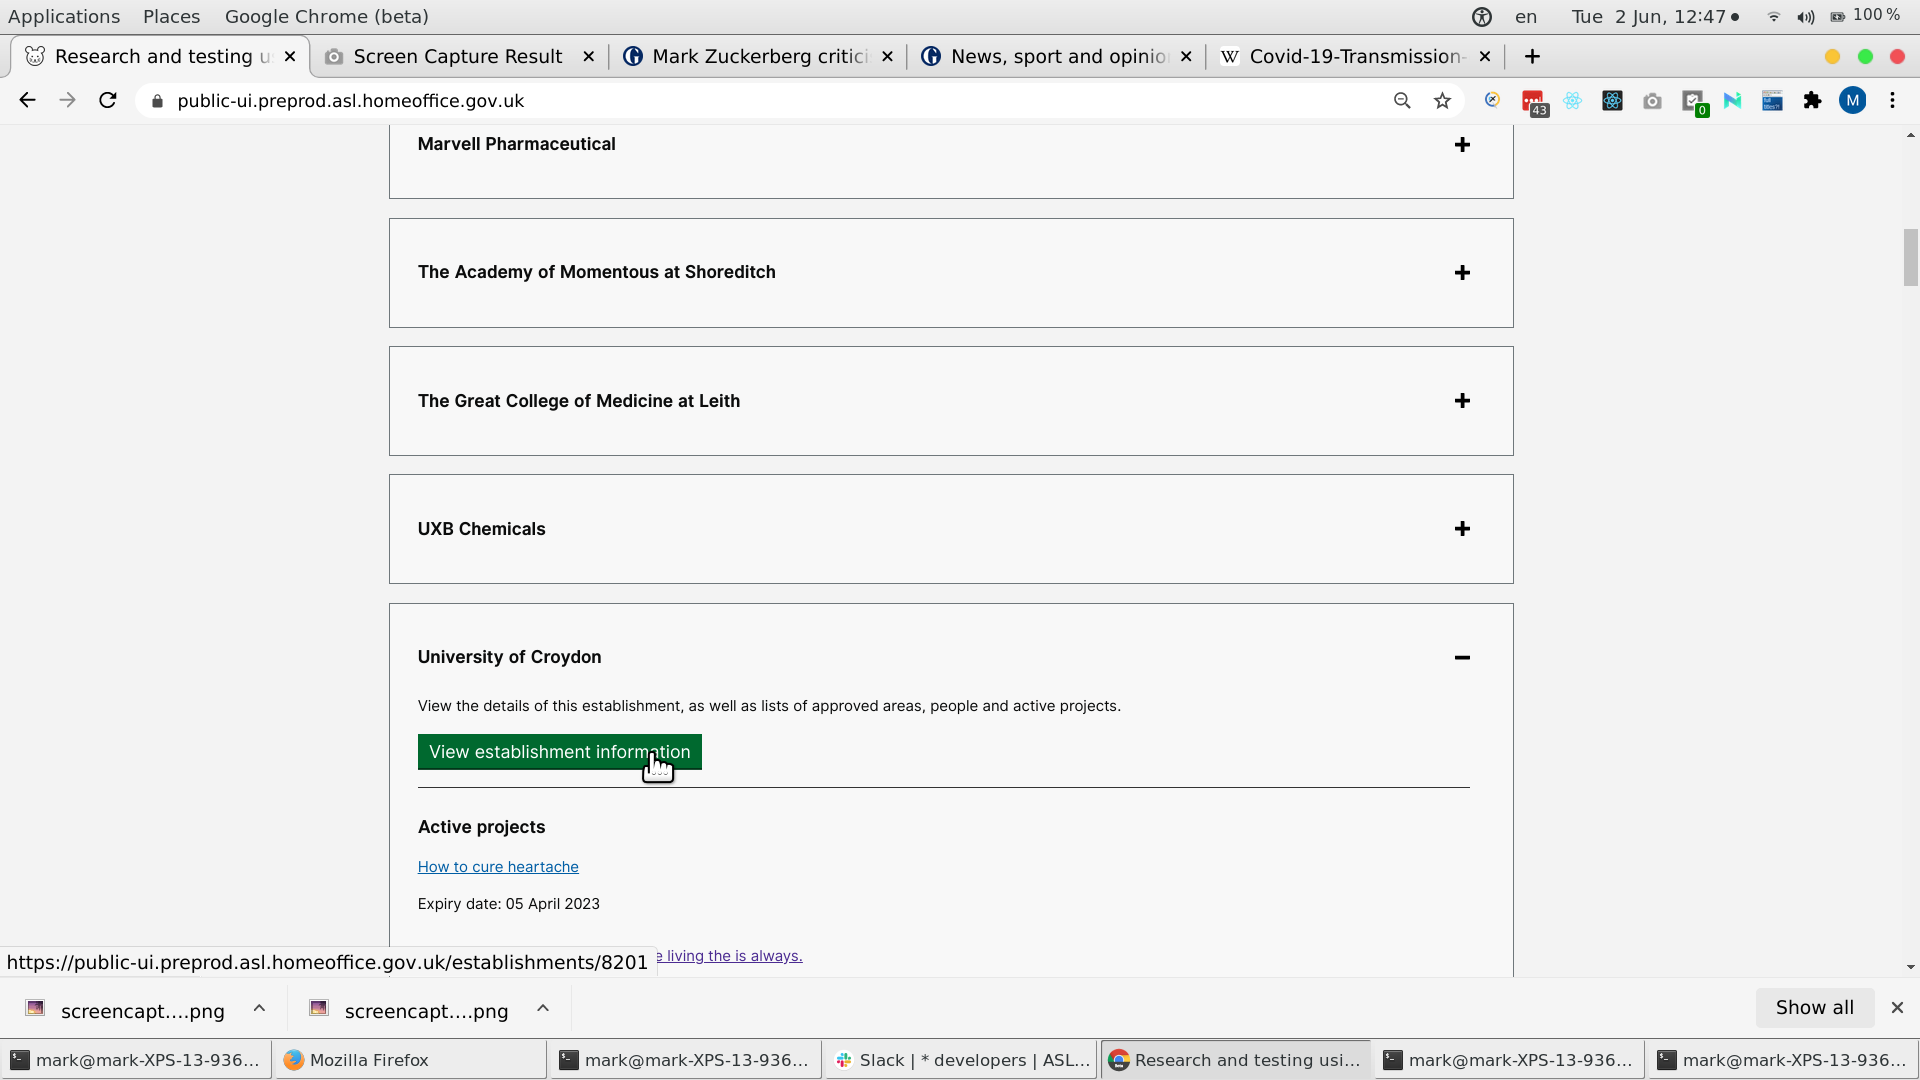 Applications Places Google Chrome (beta) en Tue 2 Jun, 12:47 100 %
Research and testing u Screen Capture Result Mark Zuckerberg critici News, sport and opinio W Covid-19-Transmission-
public-ui.preprod.asl.homeoffice.gov.uk 43 0 M
Marvell Pharmaceutical
The Academy of Momentous at Shoreditch
The Great College of Medicine at Leith
UXB Chemicals
University of Croydon
View the details of this establishment, as well as lists of approved areas, people and active projects.
View establishment information
Active projects
How to cure heartache
Expiry date: 05 April 2023
living the is always.
https://public-ui.preprod.asl.homeoffice.gov.uk/establishments/8201
screencapt....png screencapt....png Show all
mark@mark-XPS-13-936... Mozilla Firefox mark@mark-XPS-13-936... Slack | * developers | ASL... Research and testing usi... mark@mark-XPS-13-936... mark@mark-XPS-13-936...